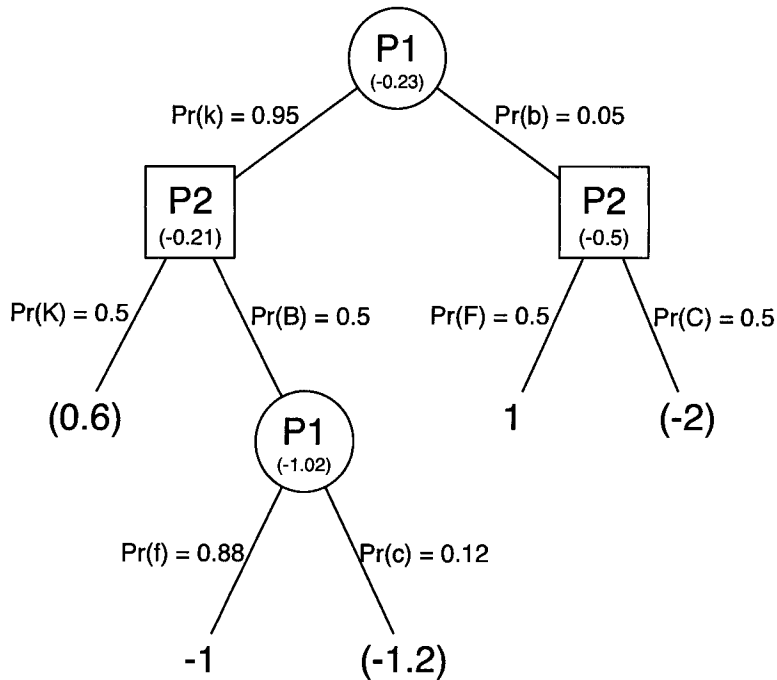 P1
(-0.23)
Pr(k) = 0.95
Pr(b) = 0.05
P2
(-0.21)
P2
(-0.5)
Pr(K) = 0.5
Pr(B) = 0.5
Pr(F) = 0.5
Pr(C) = 0.5
(0.6)
P1
(-1.02)
1
(-2)
Pr(f) = 0.88
Pr(c) = 0.12
-1
(-1.2)